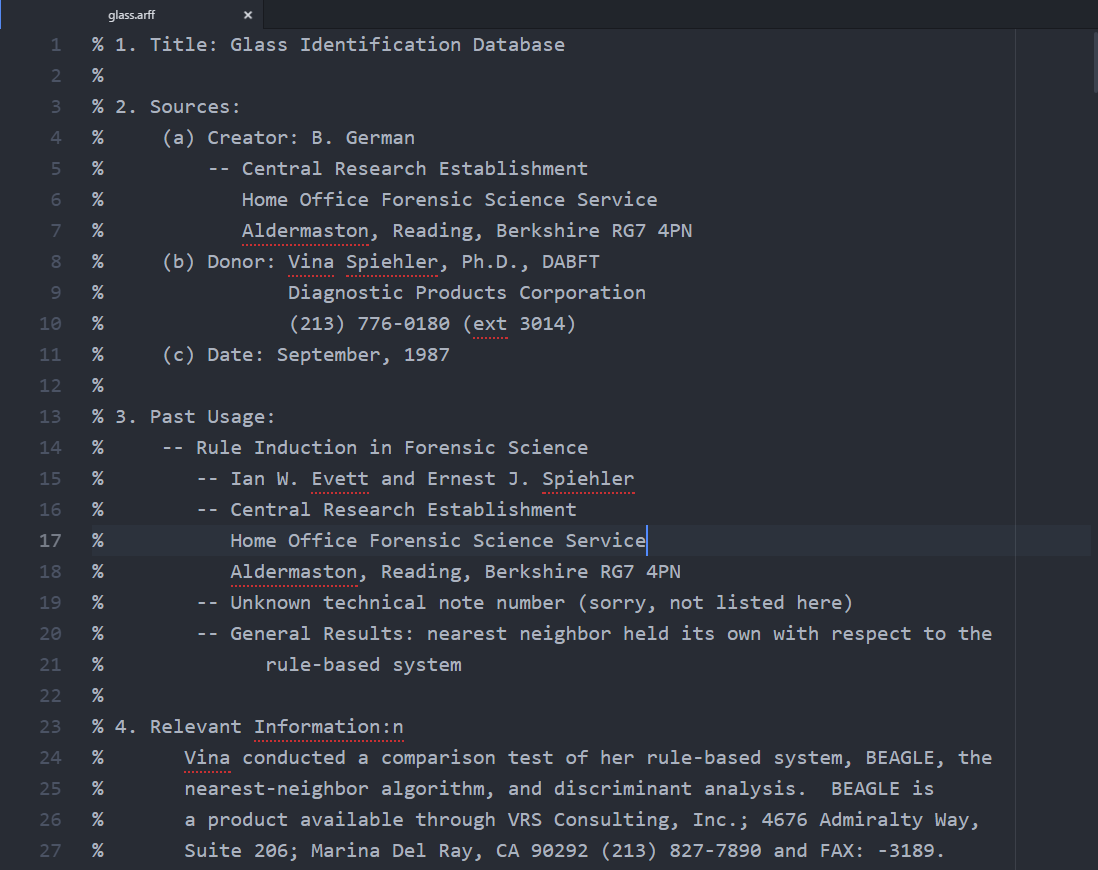 glass.arff ×
1 % 1. Title: Glass Identification Database
2 %
3 % 2. Sources:
4 %     (a) Creator: B. German
5 %         -- Central Research Establishment
6 %            Home Office Forensic Science Service
7 %            Aldermaston, Reading, Berkshire RG7 4PN
8 %     (b) Donor: Vina Spiehler, Ph.D., DABFT
9 %                Diagnostic Products Corporation
10 %                (213) 776-0180 (ext 3014)
11 %     (c) Date: September, 1987
12 %
13 % 3. Past Usage:
14 %     -- Rule Induction in Forensic Science
15 %        -- Ian W. Evett and Ernest J. Spiehler
16 %        -- Central Research Establishment
17 %           Home Office Forensic Science Service
18 %           Aldermaston, Reading, Berkshire RG7 4PN
19 %        -- Unknown technical note number (sorry, not listed here)
20 %        -- General Results: nearest neighbor held its own with respect to the
21 %              rule-based system
22 %
23 % 4. Relevant Information:n
24 %       Vina conducted a comparison test of her rule-based system, BEAGLE, the
25 %       nearest-neighbor algorithm, and discriminant analysis.  BEAGLE is
26 %       a product available through VRS Consulting, Inc.; 4676 Admiralty Way,
27 %       Suite 206; Marina Del Ray, CA 90292 (213) 827-7890 and FAX: -3189.